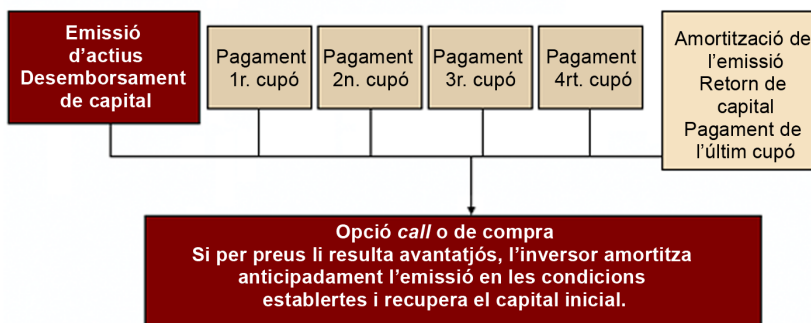 Emissió
d'actius
Desemborsament
de capital
Pagament
1r. cupó
Pagament
2n. cupó
Pagament
3r. cupó
Pagament
4rt. cupó
Amortització de
l'emissió
Retorn de
capital
Pagament de
l'últim cupó
Opció call o de compra
Si per preus li resulta avantatjós, l'inversor amortitza
anticipadament l'emissió en les condicions
establertes i recupera el capital inicial.